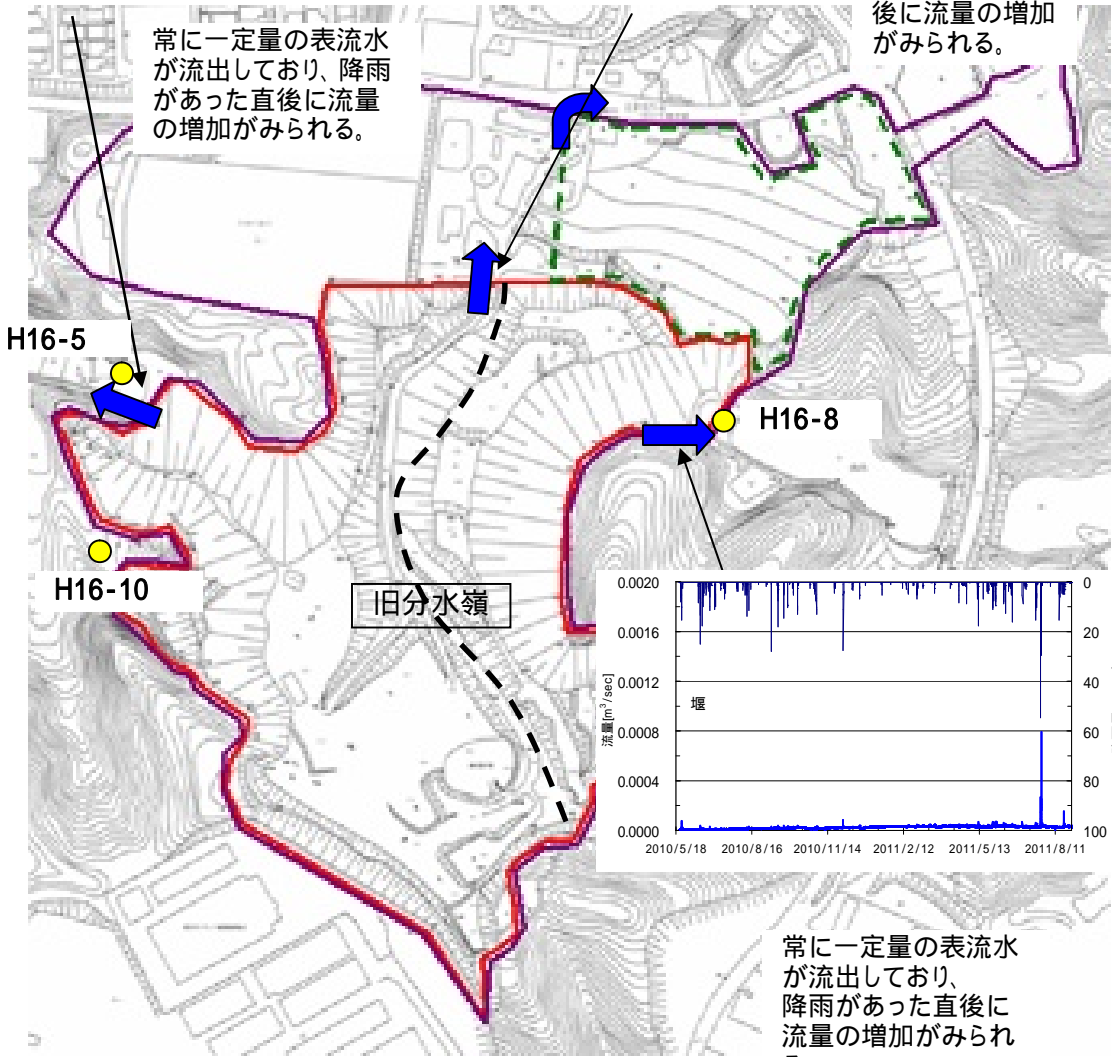 常に一定量の表流水
が流出しており、降雨
があった直後に流量
の増加がみられる。
後に流量の増加
がみられる。
H16-5
H16-8
H16-10
旧分水嶺
0.0020
0.0016
0.0012
0.0008
0.0004
0.0000
流量[m³/sec]
堰
0
20
40
60
80
100
2010/5/18 2010/8/16 2010/11/14 2011/2/12 2011/5/13 2011/8/11
常に一定量の表流水
が流出しており、
降雨があった直後に
流量の増加がみられ